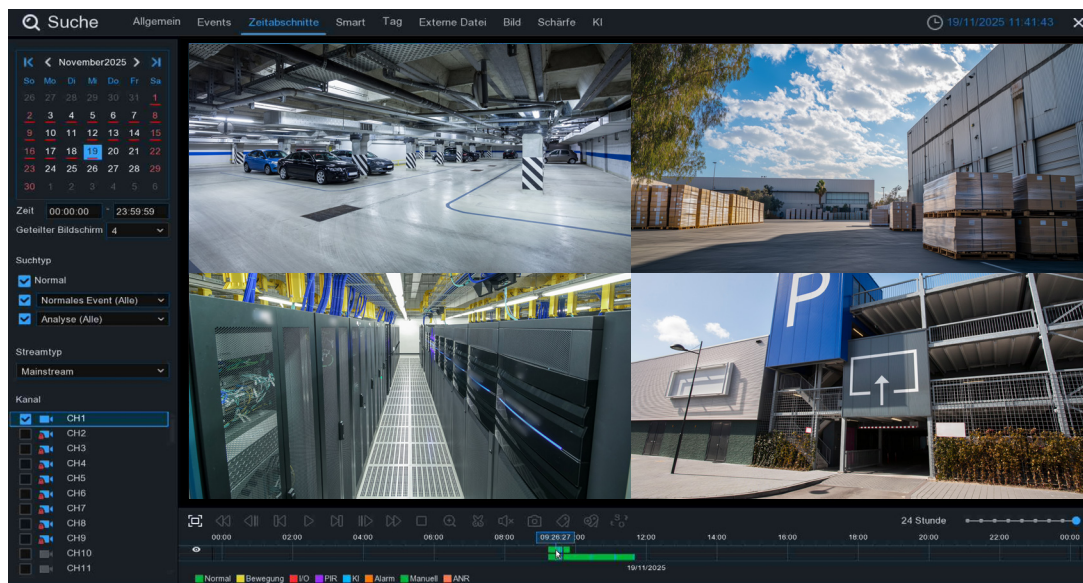 Suche Allgemein Events Zeitabschnitte Smart Tag Externe Datei Bild Schärfe KI 19/11/2025 11:41:43
November2025
So Mo Di Mi Do Fr Sa
26 27 28 29 30 31 1
2 3 4 5 6 7 8
9 10 11 12 13 14 15
16 17 18 19 20 21 22
23 24 25 26 27 28 29
30 1 2 3 4 5 6
Zeit 00:00:00 - 23:59:59
Geteilter Bildschirm 4
Suchtyp
Normal
Normales Event (Alle)
Analyse (Alle)
Streamtyp
Mainstream
Kanal
CH1
CH2
CH3
CH4
CH5
CH6
CH7
CH8
CH9
CH10
CH11
P
24 Stunde
00:00 02:00 04:00 06:00 08:00 09:26:27 :00 12:00 14:00 16:00 18:00 20:00 22:00 00:00
19/11/2025
Normal Bewegung I/O PIR KI Alarm Manuell ANR